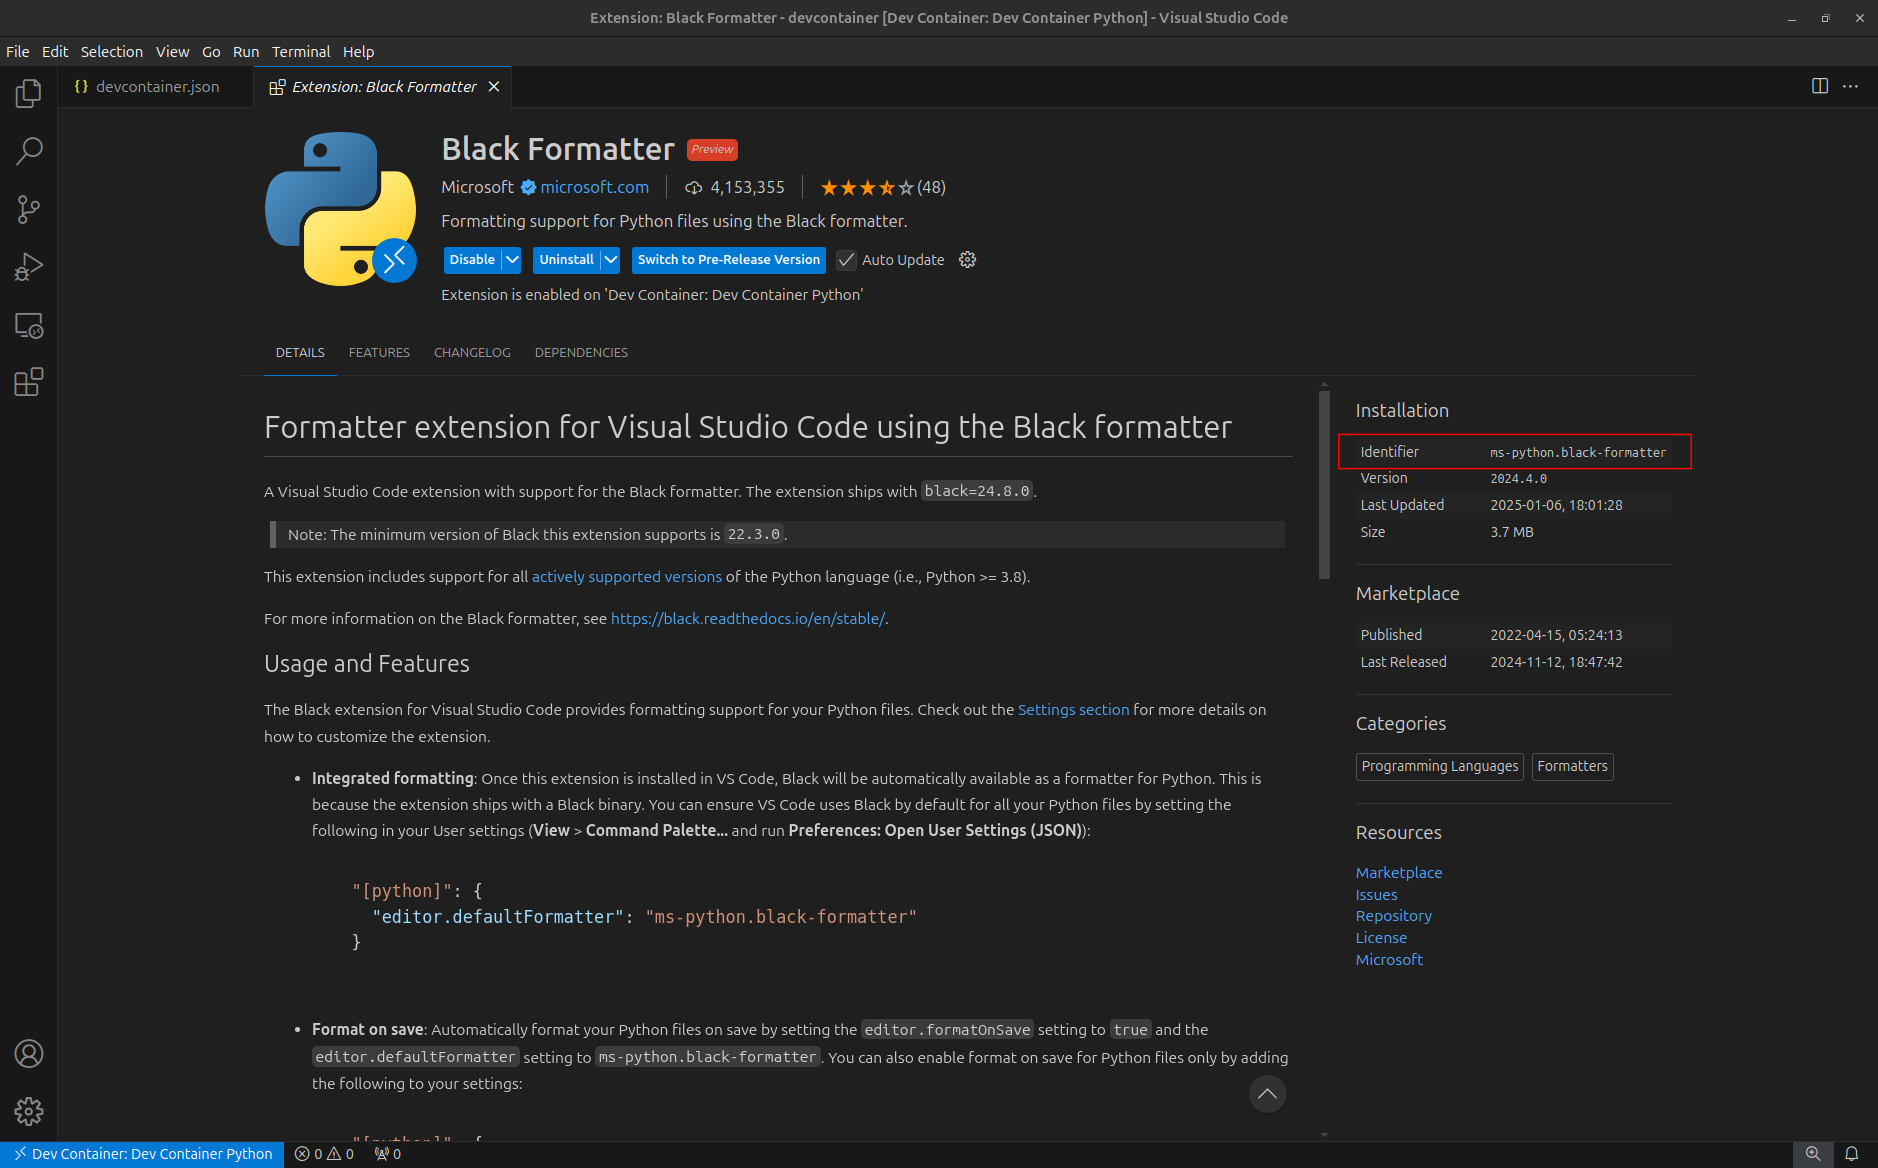 Extension: Black Formatter - devcontainer [Dev Container: Dev Container Python] - Visual Studio Code
File Edit Selection View Go Run Terminal Help
{} devcontainer.json
Extension: Black Formatter
Black Formatter Preview
Microsoft microsoft.com 4,153,355 (48)
Formatting support for Python files using the Black formatter.
Disable Uninstall Switch to Pre-Release Version Auto Update
Extension is enabled on 'Dev Container: Dev Container Python'
DETAILS FEATURES CHANGELOG DEPENDENCIES
Formatter extension for Visual Studio Code using the Black formatter
A Visual Studio Code extension with support for the Black formatter. The extension ships with black=24.8.0.
Note: The minimum version of Black this extension supports is 22.3.0.
This extension includes support for all actively supported versions of the Python language (i.e., Python >= 3.8).
For more information on the Black formatter, see https://black.readthedocs.io/en/stable/.
Usage and Features
The Black extension for Visual Studio Code provides formatting support for your Python files. Check out the Settings section for more details on
how to customize the extension.
• Integrated formatting: Once this extension is installed in VS Code, Black will be automatically available as a formatter for Python. This is
because the extension ships with a Black binary. You can ensure VS Code uses Black by default for all your Python files by setting the
following in your User settings (View > Command Palette... and run Preferences: Open User Settings (JSON)):
"[python]": {
"editor.defaultFormatter": "ms-python.black-formatter"
}
• Format on save: Automatically format your Python files on save by setting the editor.formatOnSave setting to true and the
editor.defaultFormatter setting to ms-python.black-formatter. You can also enable format on save for Python files only by adding
the following to your settings:
"[python]": {
Installation
Identifier ms-python.black-formatter
Version 2024.4.0
Last Updated 2025-01-06, 18:01:28
Size 3.7 MB
Marketplace
Published 2022-04-15, 05:24:13
Last Released 2024-11-12, 18:47:42
Categories
Programming Languages Formatters
Resources
Marketplace
Issues
Repository
License
Microsoft
Dev Container: Dev Container Python 0 0 0